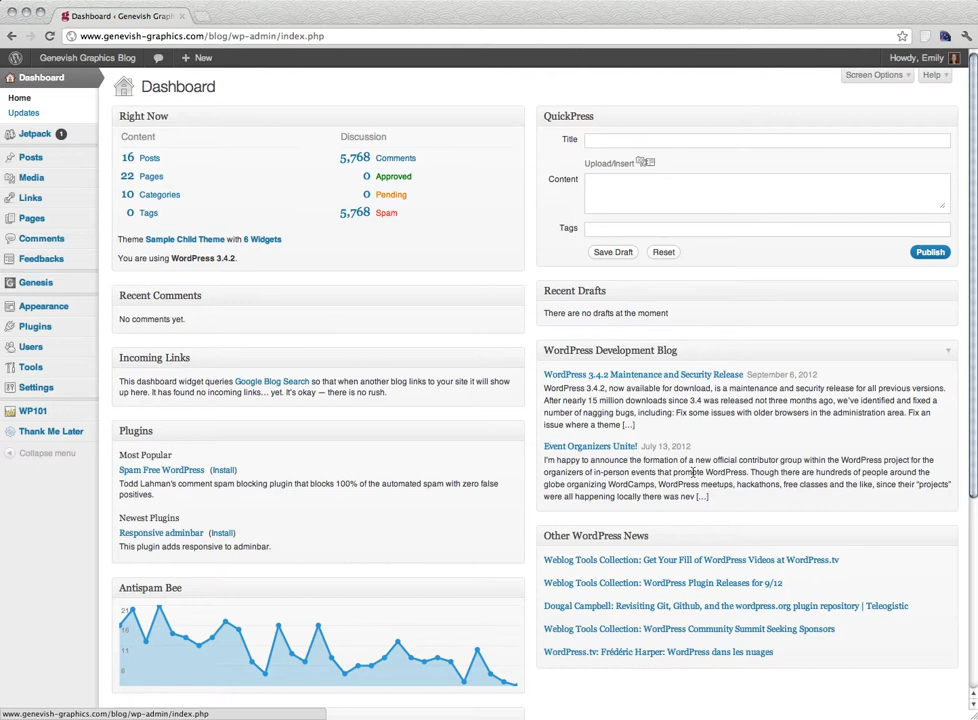 Dashboard ‹ Genevish Graph
www.genevish-graphics.com/blog/wp-admin/index.php
Genevish Graphics Blog
+ New
Howdy, Emily
Dashboard
Home
Updates
Jetpack 1
Posts
Media
Links
Pages
Comments
Feedbacks
Genesis
Appearance
Plugins
Users
Tools
Settings
WP101
Thank Me Later
Collapse menu
Screen Options
Help
Dashboard
Right Now
Content
Discussion
16 Posts
5,768 Comments
22 Pages
0 Approved
10 Categories
0 Pending
0 Tags
5,768 Spam
Theme Sample Child Theme with 6 Widgets
You are using WordPress 3.4.2.
Recent Comments
No comments yet.
Incoming Links
This dashboard widget queries Google Blog Search so that when another blog links to your site it will show
up here. It has found no incoming links… yet. It's okay — there is no rush.
Plugins
Most Popular
Spam Free WordPress (Install)
Todd Lahman's comment spam blocking plugin that blocks 100% of the automated spam with zero false
positives.
Newest Plugins
Responsive adminbar (Install)
This plugin adds responsive to adminbar.
Antispam Bee
21
16
11
6
QuickPress
Title
Upload/Insert
Content
Tags
Save Draft
Reset
Publish
Recent Drafts
There are no drafts at the moment
WordPress Development Blog
WordPress 3.4.2 Maintenance and Security Release September 6, 2012
WordPress 3.4.2, now available for download, is a maintenance and security release for all previous versions.
After nearly 15 million downloads since 3.4 was released not three months ago, we've identified and fixed a
number of nagging bugs, including: Fix some issues with older browsers in the administration area. Fix an
issue where a theme […]
Event Organizers Unite! July 13, 2012
I'm happy to announce the formation of a new official contributor group within the WordPress project for the
organizers of in-person events that promote WordPress. Though there are hundreds of people around the
globe organizing WordCamps, WordPress meetups, hackathons, free classes and the like, since their "projects"
were all happening locally there was nev […]
Other WordPress News
Weblog Tools Collection: Get Your Fill of WordPress Videos at WordPress.tv
Weblog Tools Collection: WordPress Plugin Releases for 9/12
Dougal Campbell: Revisiting Git, Github, and the wordpress.org plugin repository | Teleogistic
Weblog Tools Collection: WordPress Community Summit Seeking Sponsors
WordPress.tv: Frédéric Harper: WordPress dans les nuages
www.genevish-graphics.com/blog/wp-admin/index.php